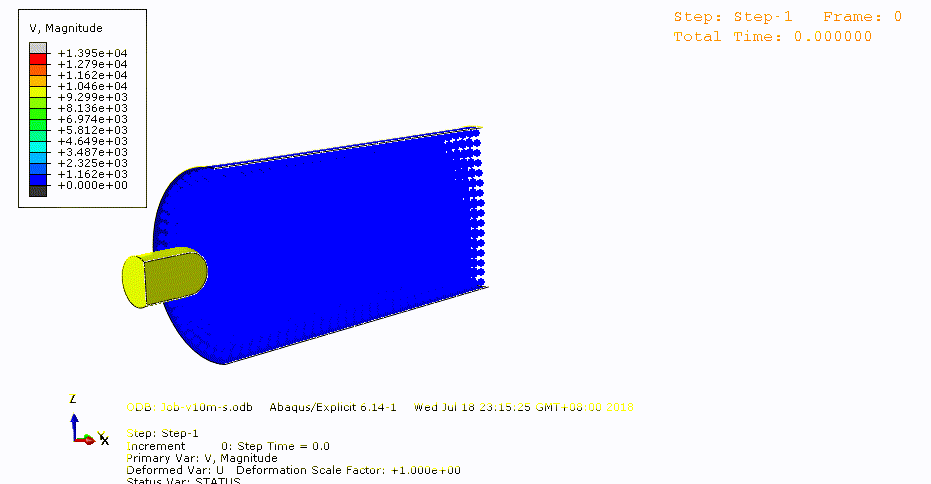 V, Magnitude
+1.395e+04
+1.279e+04
+1.162e+04
+1.046e+04
+9.299e+03
+8.136e+03
+6.974e+03
+5.812e+03
+4.649e+03
+3.487e+03
+2.325e+03
+1.162e+03
+0.000e+00
Step: Step-1 Frame: 0
Total Time: 0.000000
Z
Y
X
ODB: Job-v10m-s.odb Abaqus/Explicit 6.14-1 Wed Jul 18 23:15:25 GMT+08:00 2018
Step: Step-1
Increment 0: Step Time = 0.0
Primary Var: V, Magnitude
Deformed Var: U Deformation Scale Factor: +1.000e+00
Status Var: STATUS